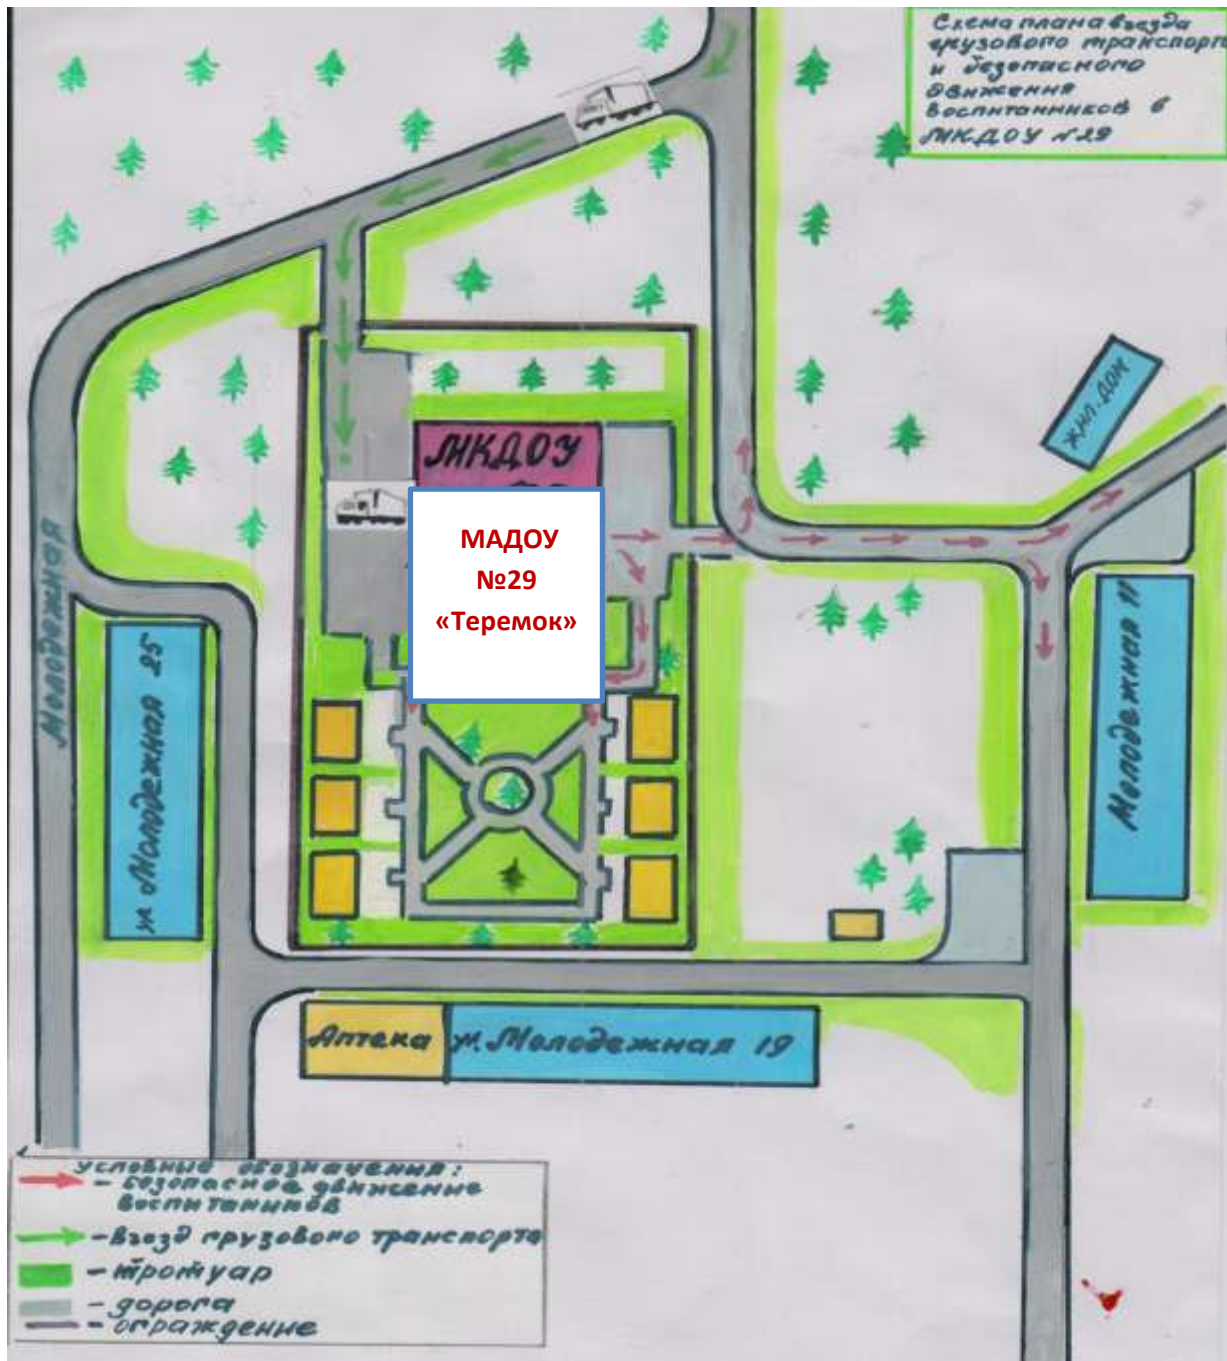 Схема плана въезда
грузового транспорта
и безопасного
движения
воспитанников в
МКДОУ №29
жил. дом
МКДОУ
МАДОУ
№29
«Теремок»
Молодежная
ул Молодежная 25
Молодежная 11
Аптека ул. Молодежная 19
Условные обозначения:
- безопасное движение
воспитанников
- въезд грузового транспорта
- тротуар
- дорога
- ограждение